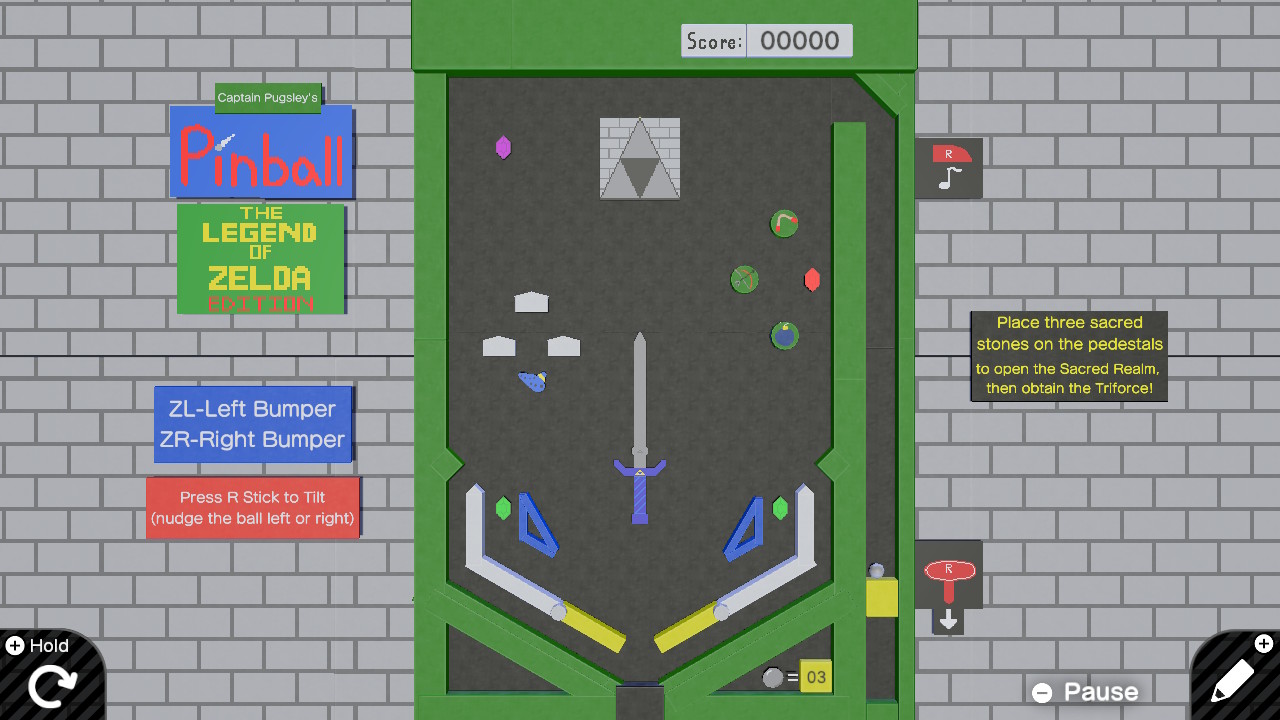 Score: 00000
Captain Pugsley's
Pinball
THE
LEGEND
OF
ZELDA
EDITION
ZL-Left Bumper
ZR-Right Bumper
Press R Stick to Tilt
(nudge the ball left or right)
R
Place three sacred
stones on the pedestals
to open the Sacred Realm,
then obtain the Triforce!
R
= 03
Hold
Pause